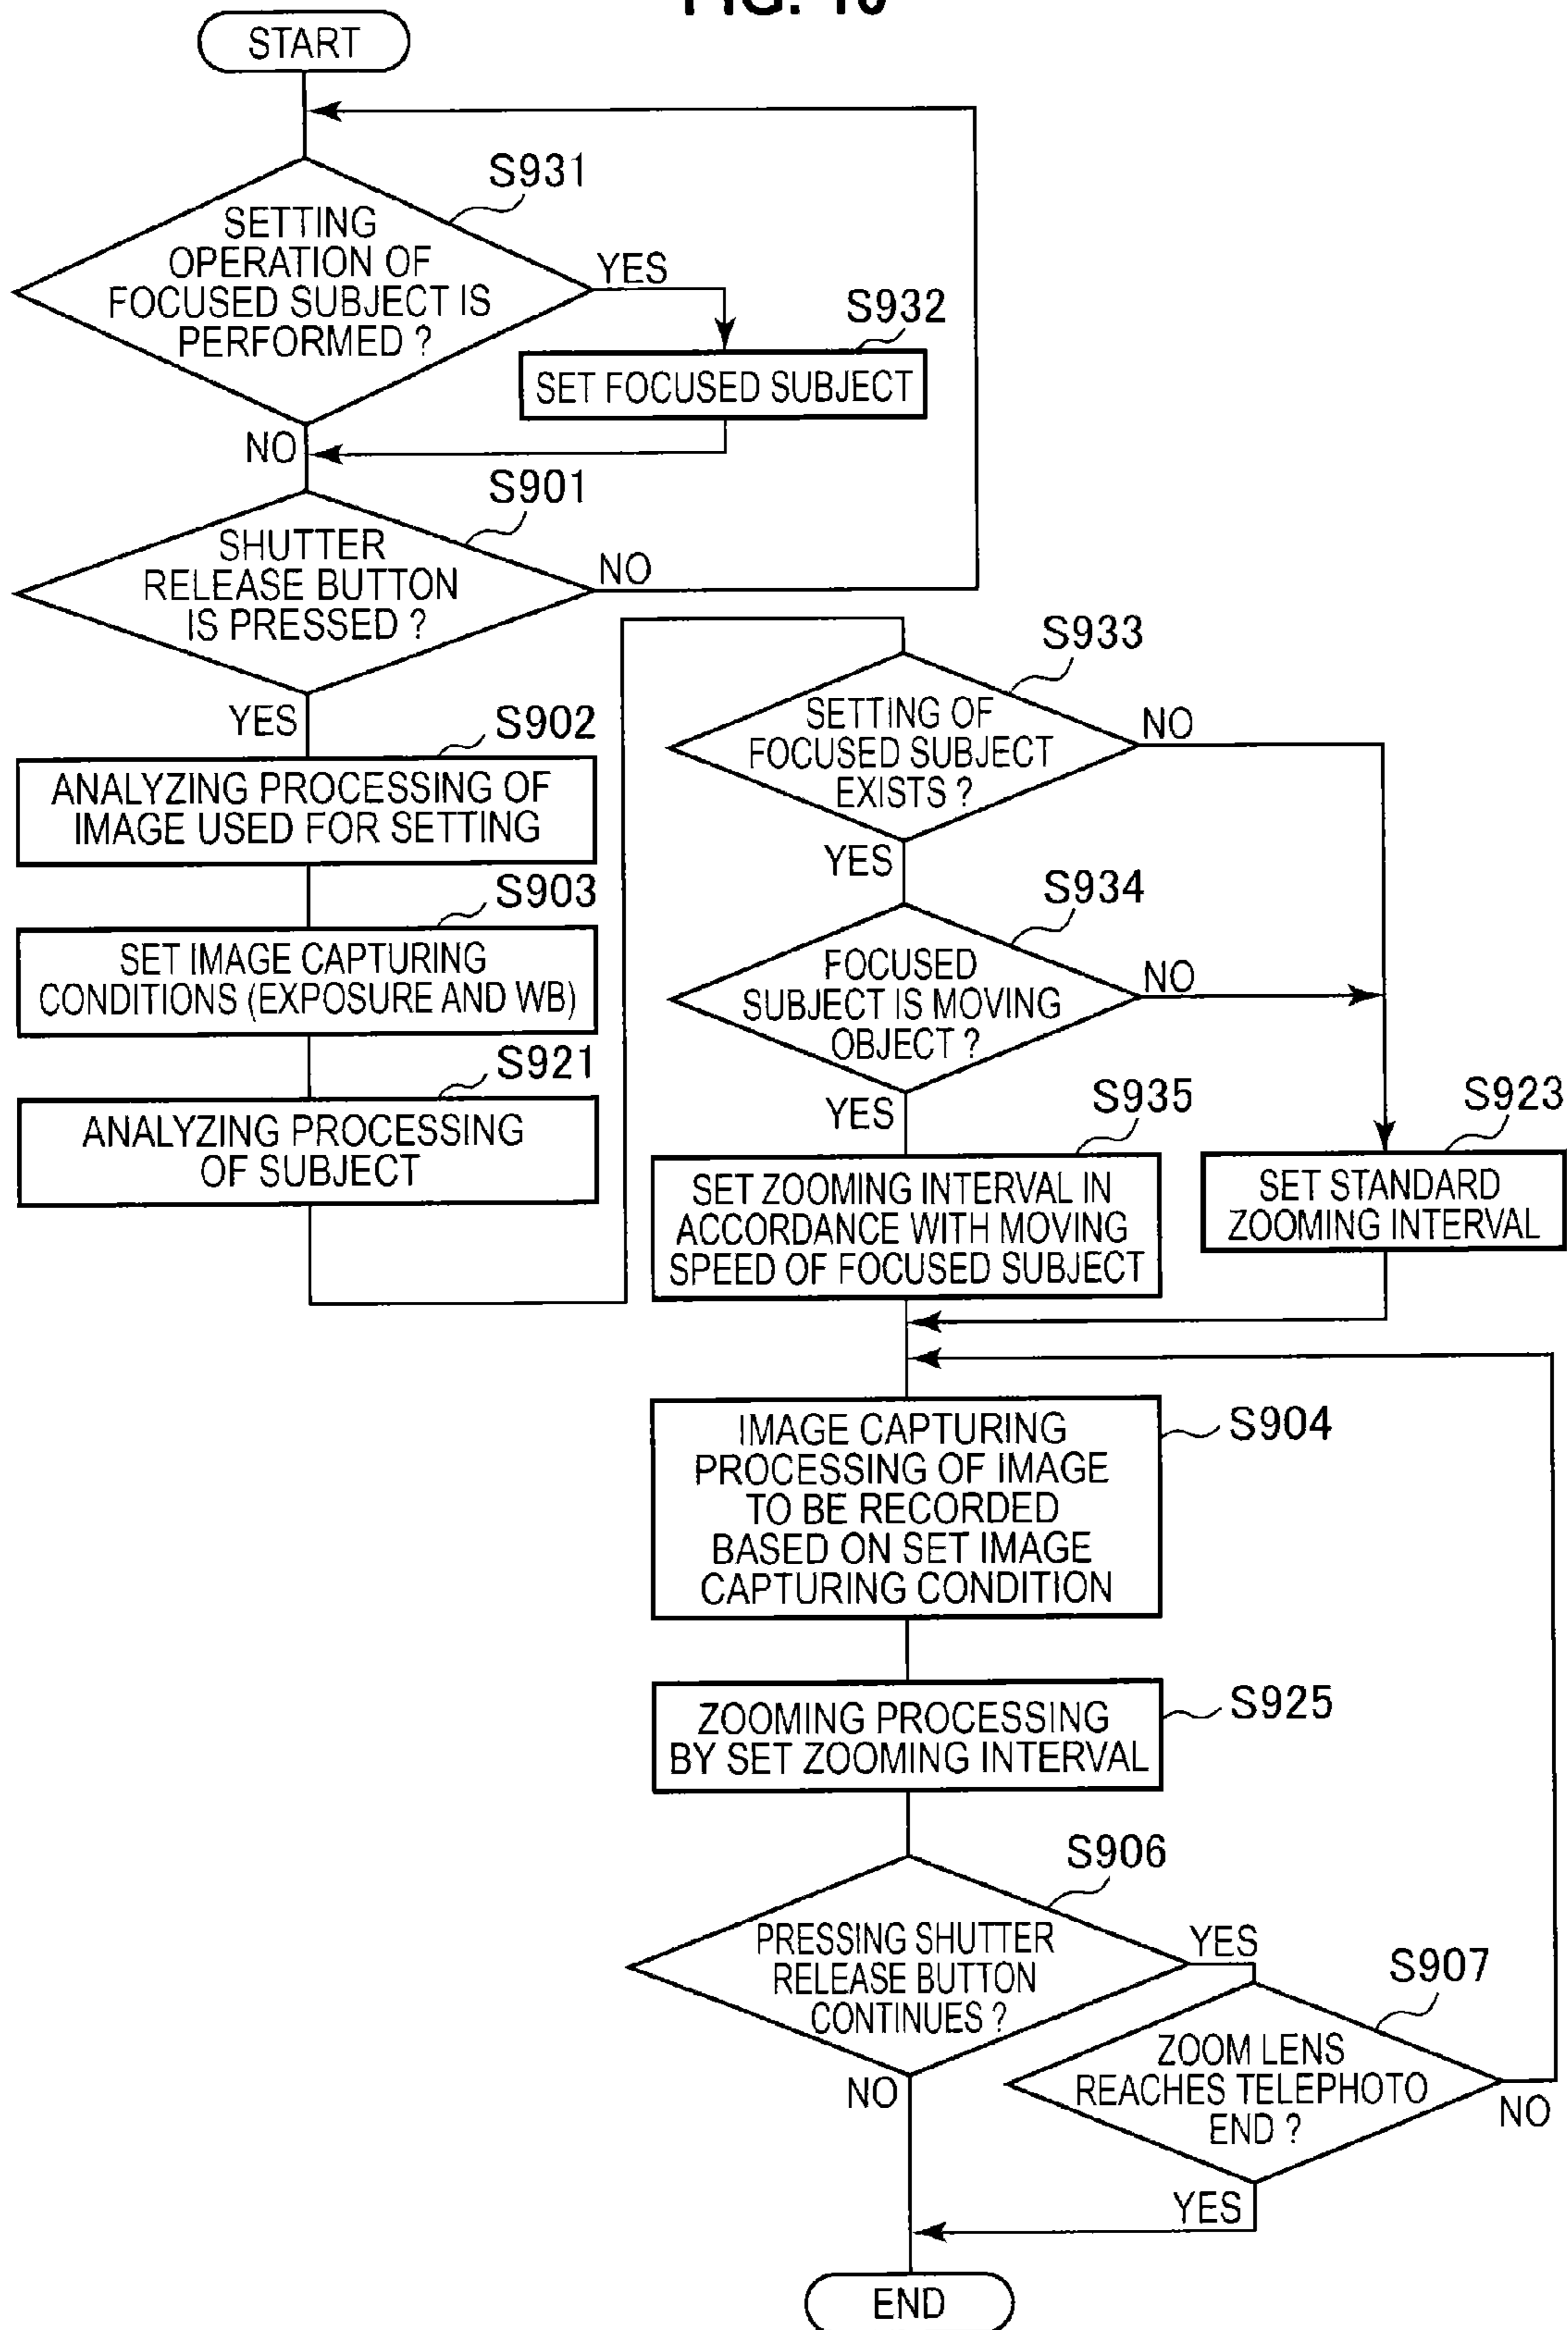 START
S931
SETTING
OPERATION OF
FOCUSED SUBJECT IS
PERFORMED ?
YES
S932
SET FOCUSED SUBJECT
NO
S901
SHUTTER
RELEASE BUTTON
IS PRESSED ?
NO
YES
S902
ANALYZING PROCESSING OF
IMAGE USED FOR SETTING
S903
SET IMAGE CAPTURING
CONDITIONS (EXPOSURE AND WB)
S921
ANALYZING PROCESSING
OF SUBJECT
S933
SETTING OF
FOCUSED SUBJECT
EXISTS ?
NO
YES
S934
FOCUSED
SUBJECT IS MOVING
OBJECT ?
NO
YES
S935
SET ZOOMING INTERVAL IN
ACCORDANCE WITH MOVING
SPEED OF FOCUSED SUBJECT
S923
SET STANDARD
ZOOMING INTERVAL
S904
IMAGE CAPTURING
PROCESSING OF IMAGE
TO BE RECORDED
BASED ON SET IMAGE
CAPTURING CONDITION
S925
ZOOMING PROCESSING
BY SET ZOOMING INTERVAL
S906
PRESSING SHUTTER
RELEASE BUTTON
CONTINUES ?
YES
NO
S907
ZOOM LENS
REACHES TELEPHOTO
END ?
NO
YES
END